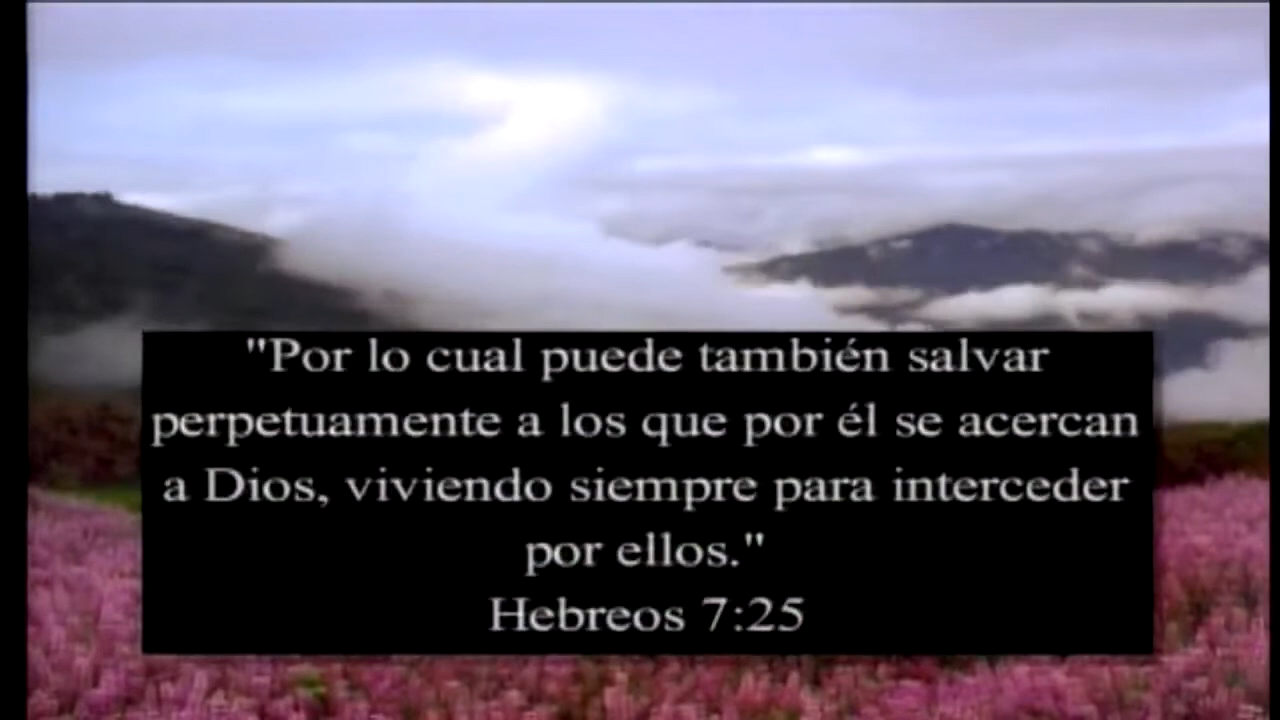 "Por lo cual puede también salvar
perpetuamente a los que por él se acercan
a Dios, viviendo siempre para interceder
por ellos."
Hebreos 7:25